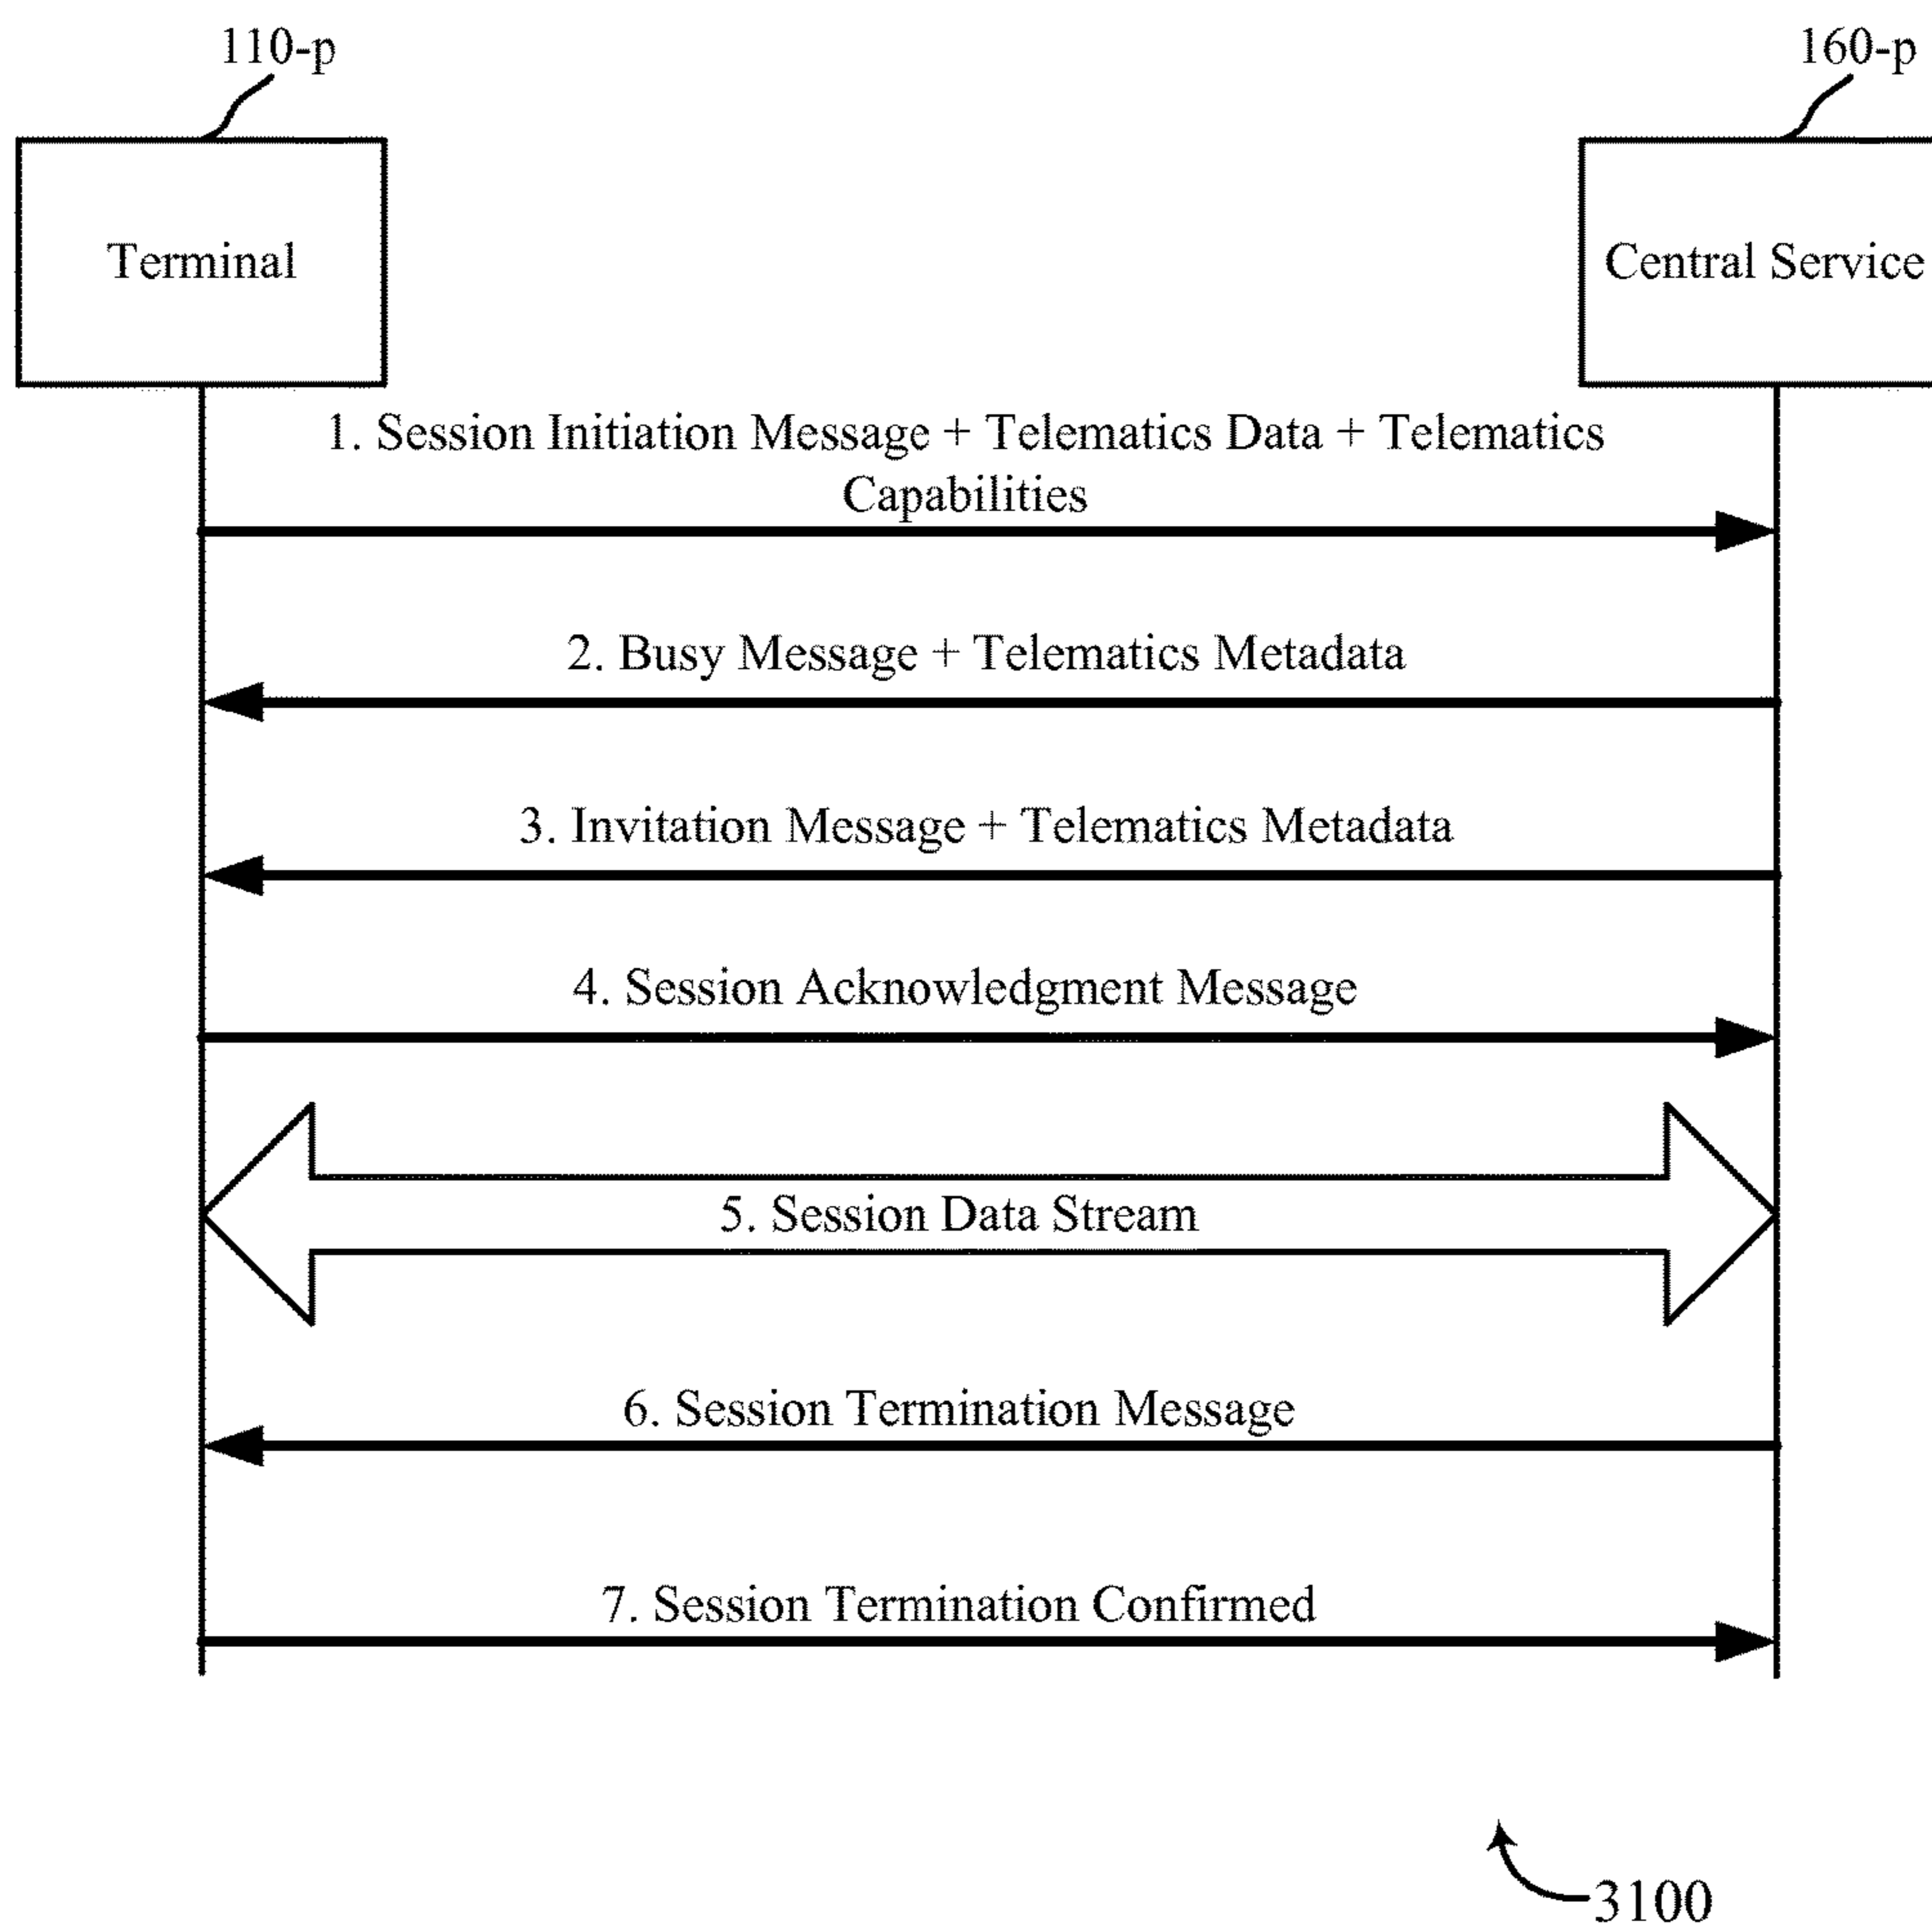 110-p
160-p
Terminal
Central Service
1. Session Initiation Message + Telematics Data + Telematics
Capabilities
2. Busy Message + Telematics Metadata
3. Invitation Message + Telematics Metadata
4. Session Acknowledgment Message
5. Session Data Stream
6. Session Termination Message
7. Session Termination Confirmed
3100